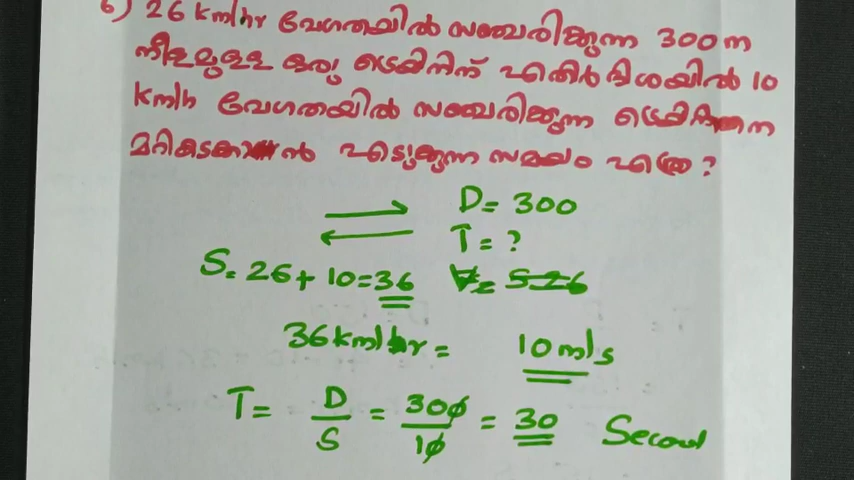 6) 26 Km/hr വേഗതയിൽ സഞ്ചരിക്കുന്ന 300 m
നീളമുള്ള ഒരു ട്രെയിനിന് എതിർ ദിശയിൽ 10
Km/h വേഗതയിൽ സഞ്ചരിക്കുന്ന
മറികടക്കാൻ എടുക്കുന്ന സമയം എത്ര ?
D = 300
T = ?
S = 26 + 10 = 36
36 km/hr = 10 m/s
T = D/S = 300/10 = 30 Second